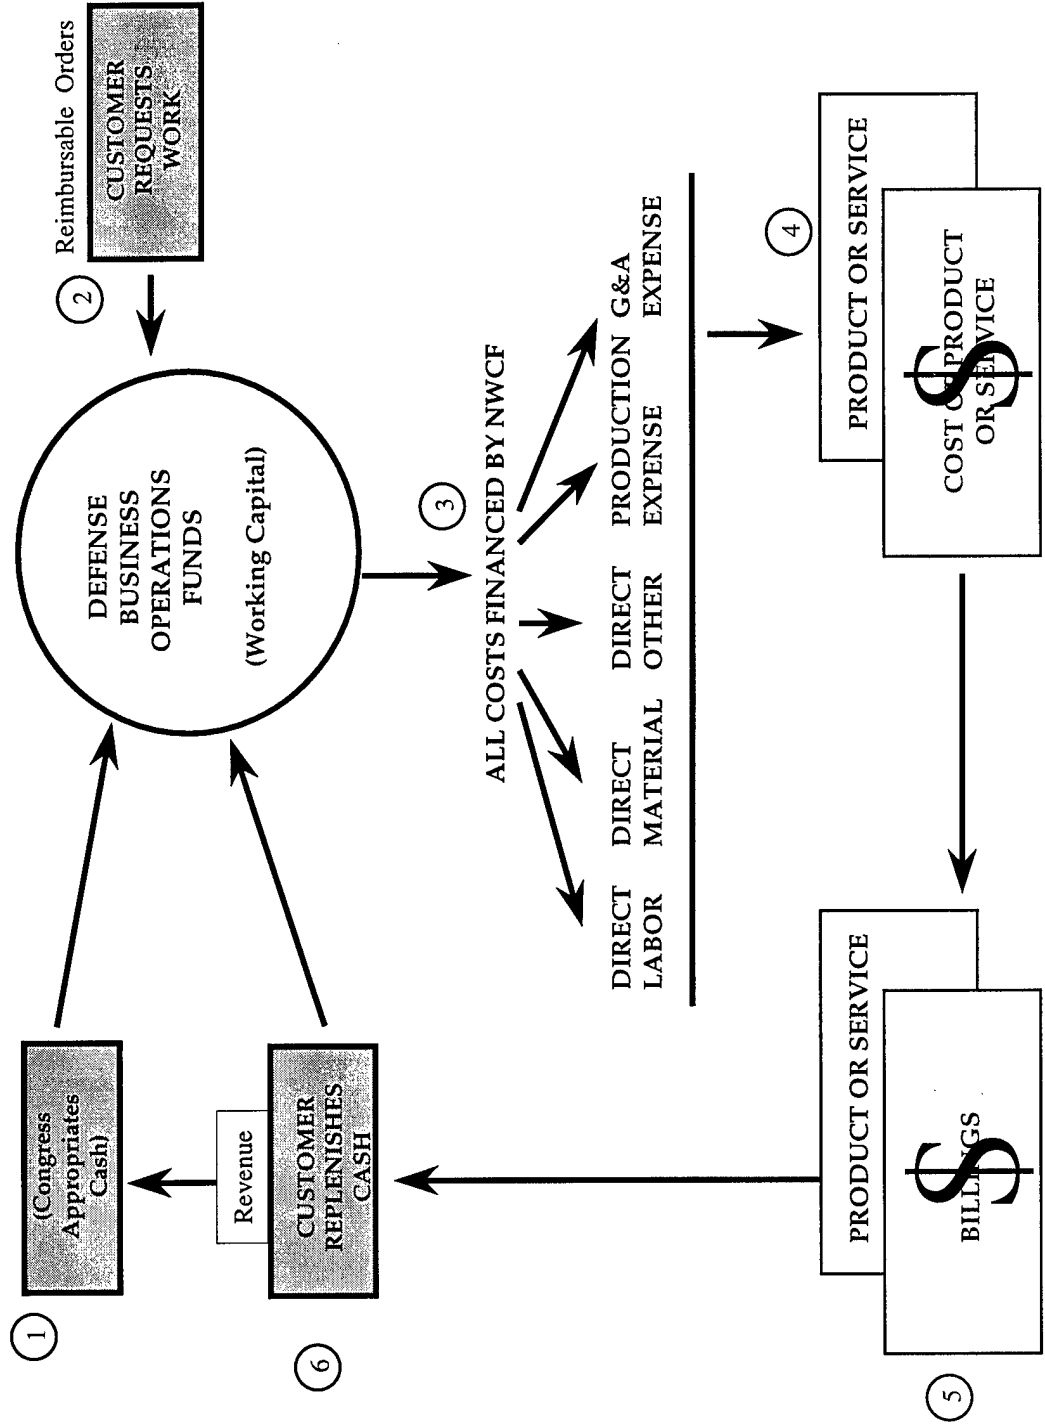 1
(Congress
Appropriates
Cash)
DEFENSE
BUSINESS
OPERATIONS
FUNDS
(Working Capital)
2
Reimbursable Orders
CUSTOMER
REQUESTS
WORK
Revenue
6
CUSTOMER
REPLENISHES
CASH
3
ALL COSTS FINANCED BY NWCF
DIRECT
LABOR
DIRECT
MATERIAL
DIRECT
OTHER
PRODUCTION
EXPENSE
G&A
EXPENSE
4
PRODUCT OR SERVICE
COST OF PRODUCT
OR SERVICE
$
5
PRODUCT OR SERVICE
BILLINGS
$